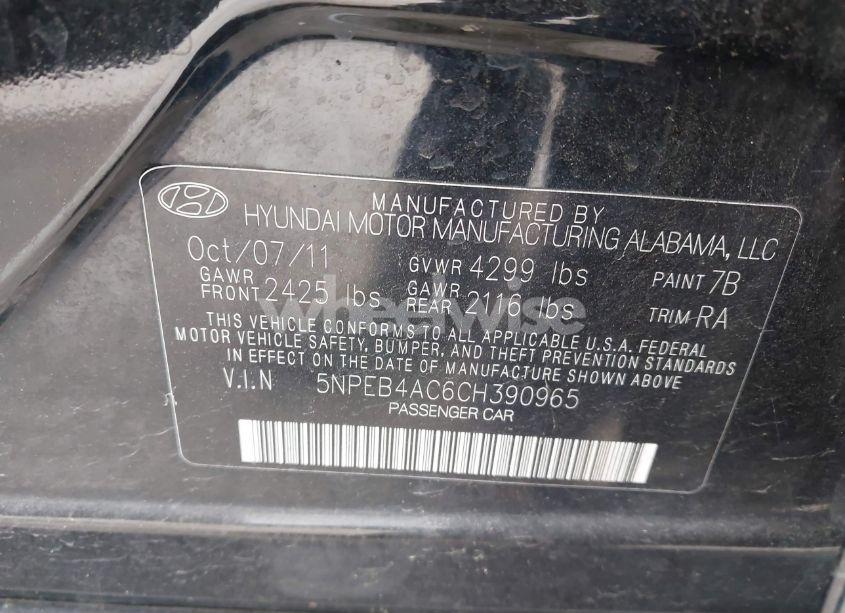 MANUFACTURED BY
HYUNDAI MOTOR MANUFACTURING ALABAMA, LLC
Oct/07/11 GVWR 4299 lbs PAINT 7B
GAWR FRONT 2425 lbs GAWR REAR 2116 lbs TRIM RA
THIS VEHICLE CONFORMS TO ALL APPLICABLE U.S.A. FEDERAL
MOTOR VEHICLE SAFETY, BUMPER, AND THEFT PREVENTION STANDARDS
IN EFFECT ON THE DATE OF MANUFACTURE SHOWN ABOVE
V.I.N 5NPEB4AC6CH390965
PASSENGER CAR
wheelwise